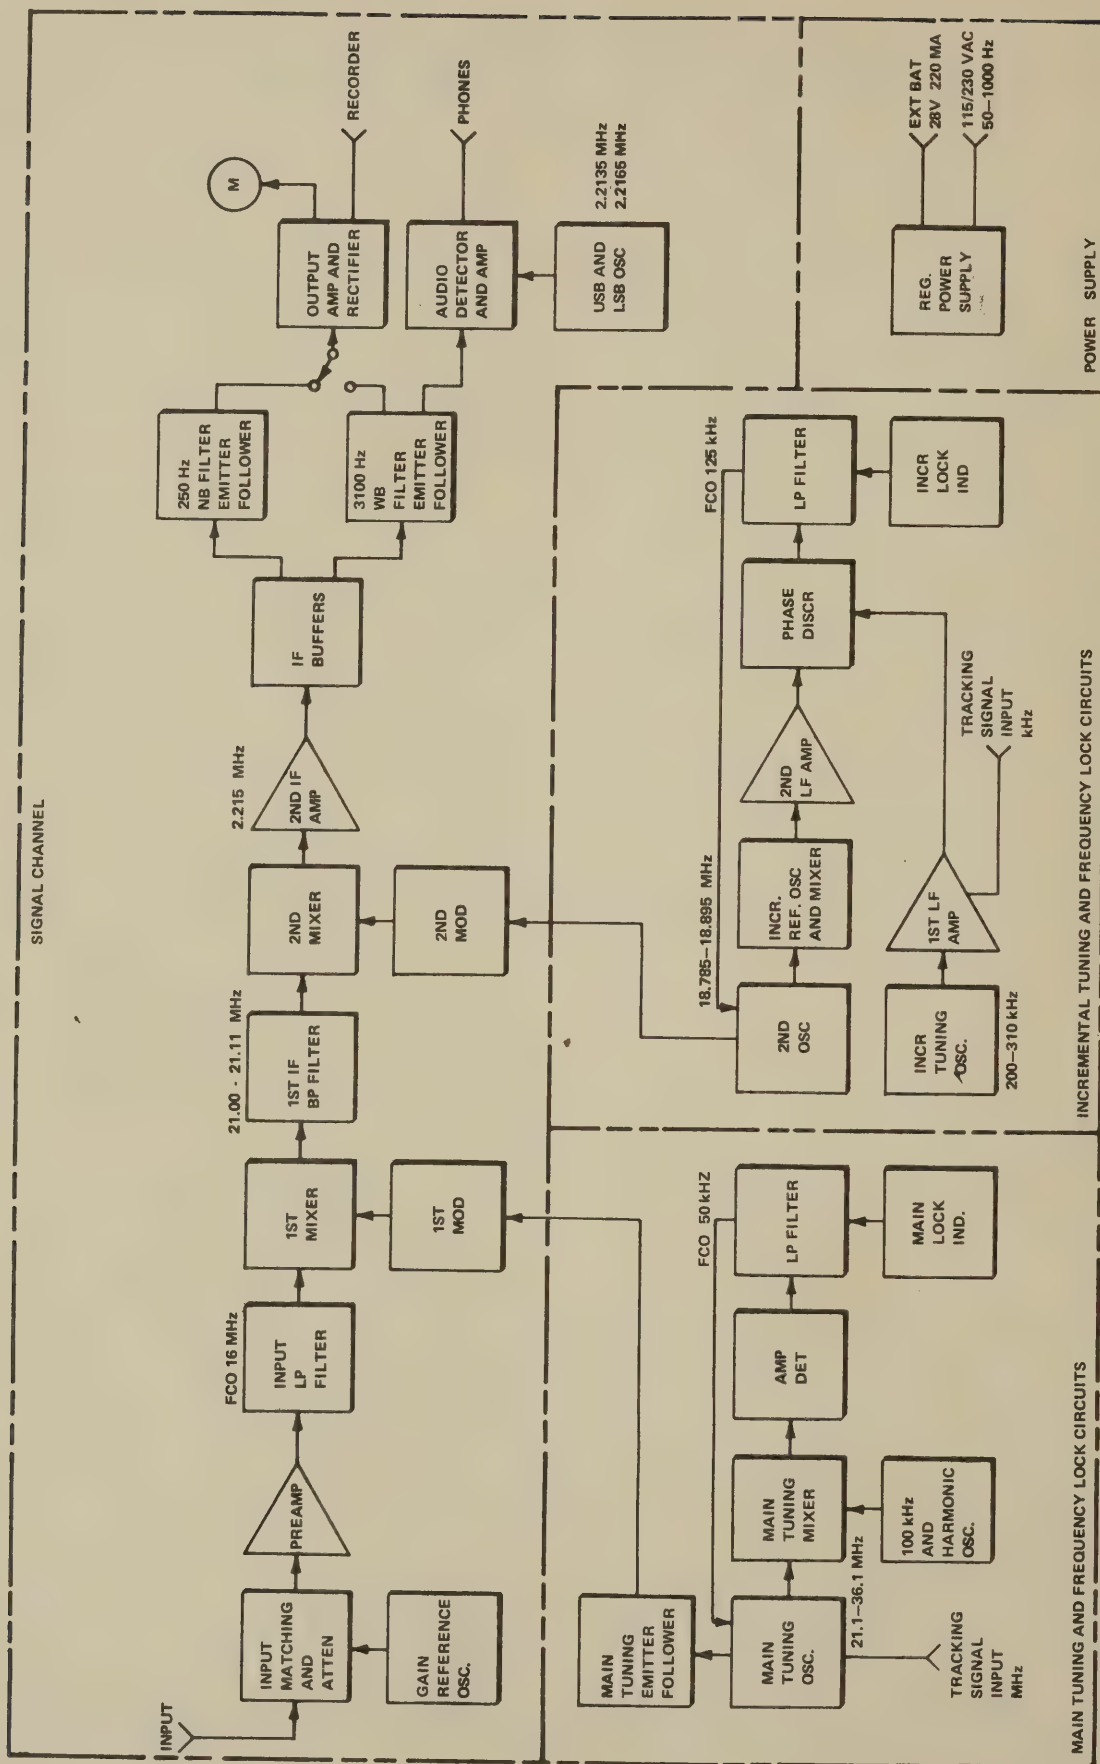 SIGNAL CHANNEL
INPUT
INPUT
MATCHING
AND
ATTEN
GAIN
REFERENCE
OSC.
PREAMP
FCO 16 MHz
INPUT
LP
FILTER
1ST
MIXER
1ST
MOD
21.00 - 21.11 MHz
1ST IF
BP FILTER
2ND
MIXER
2ND
MOD
2.215 MHz
2ND IF
AMP
IF
BUFFERS
250 Hz
NB FILTER
EMITTER
FOLLOWER
3100 Hz
WB
FILTER
EMITTER
FOLLOWER
OUTPUT
AMP AND
RECTIFIER
M
RECORDER
AUDIO
DETECTOR
AND AMP
PHONES
USB AND
LSB OSC
2.2135 MHz
2.2165 MHz
MAIN
TUNING
EMITTER
FOLLOWER
MAIN
TUNING
OSC.
21.1–36.1 MHz
TRACKING
SIGNAL
INPUT
MHz
MAIN
TUNING
MIXER
100 kHz
AND
HARMONIC
OSC.
AMP
DET
FCO 50 kHZ
LP FILTER
MAIN
LOCK
IND.
MAIN TUNING AND FREQUENCY LOCK CIRCUITS
18.785–18.895 MHz
2ND
OSC
INCR.
REF. OSC
AND MIXER
2ND
LF AMP
PHASE
DISCR
FCO 125 kHz
LP FILTER
INCR
LOCK
IND
INCR
TUNING
OSC.
200–310 kHz
1ST LF
AMP
TRACKING
SIGNAL
INPUT
kHz
INCREMENTAL TUNING AND FREQUENCY LOCK CIRCUITS
REG.
POWER
SUPPLY
EXT BAT
28V 220 MA
115/230 VAC
50–1000 Hz
POWER SUPPLY